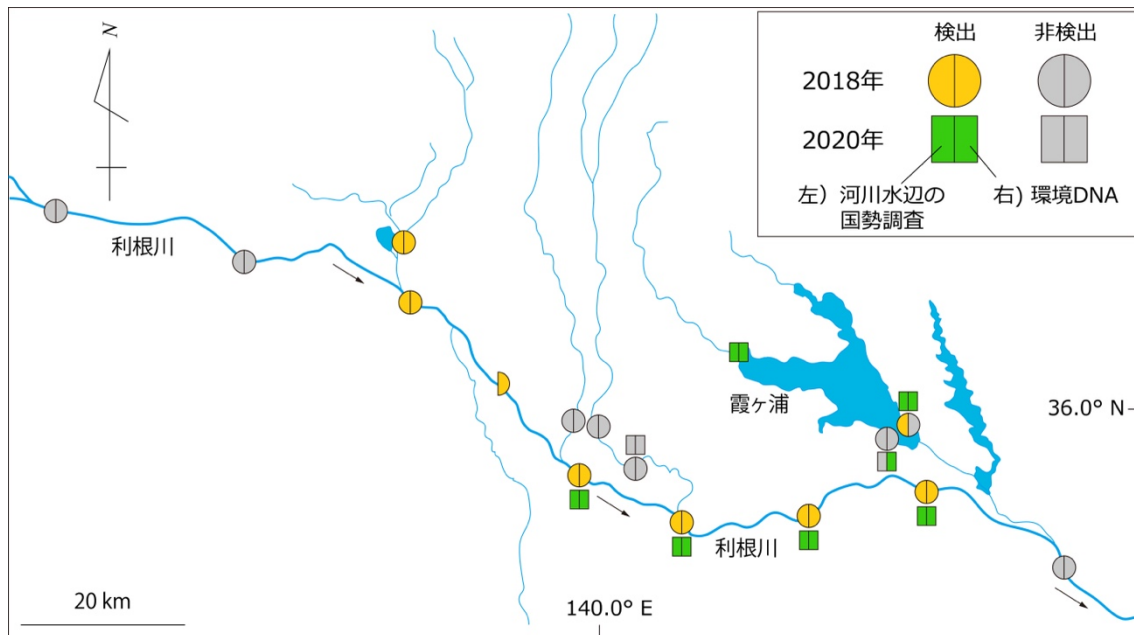 N
検出
非検出
2018年
2020年
左）河川水辺の
国勢調査
右) 環境DNA
利根川
霞ヶ浦
36.0° N
利根川
20 km
140.0° E